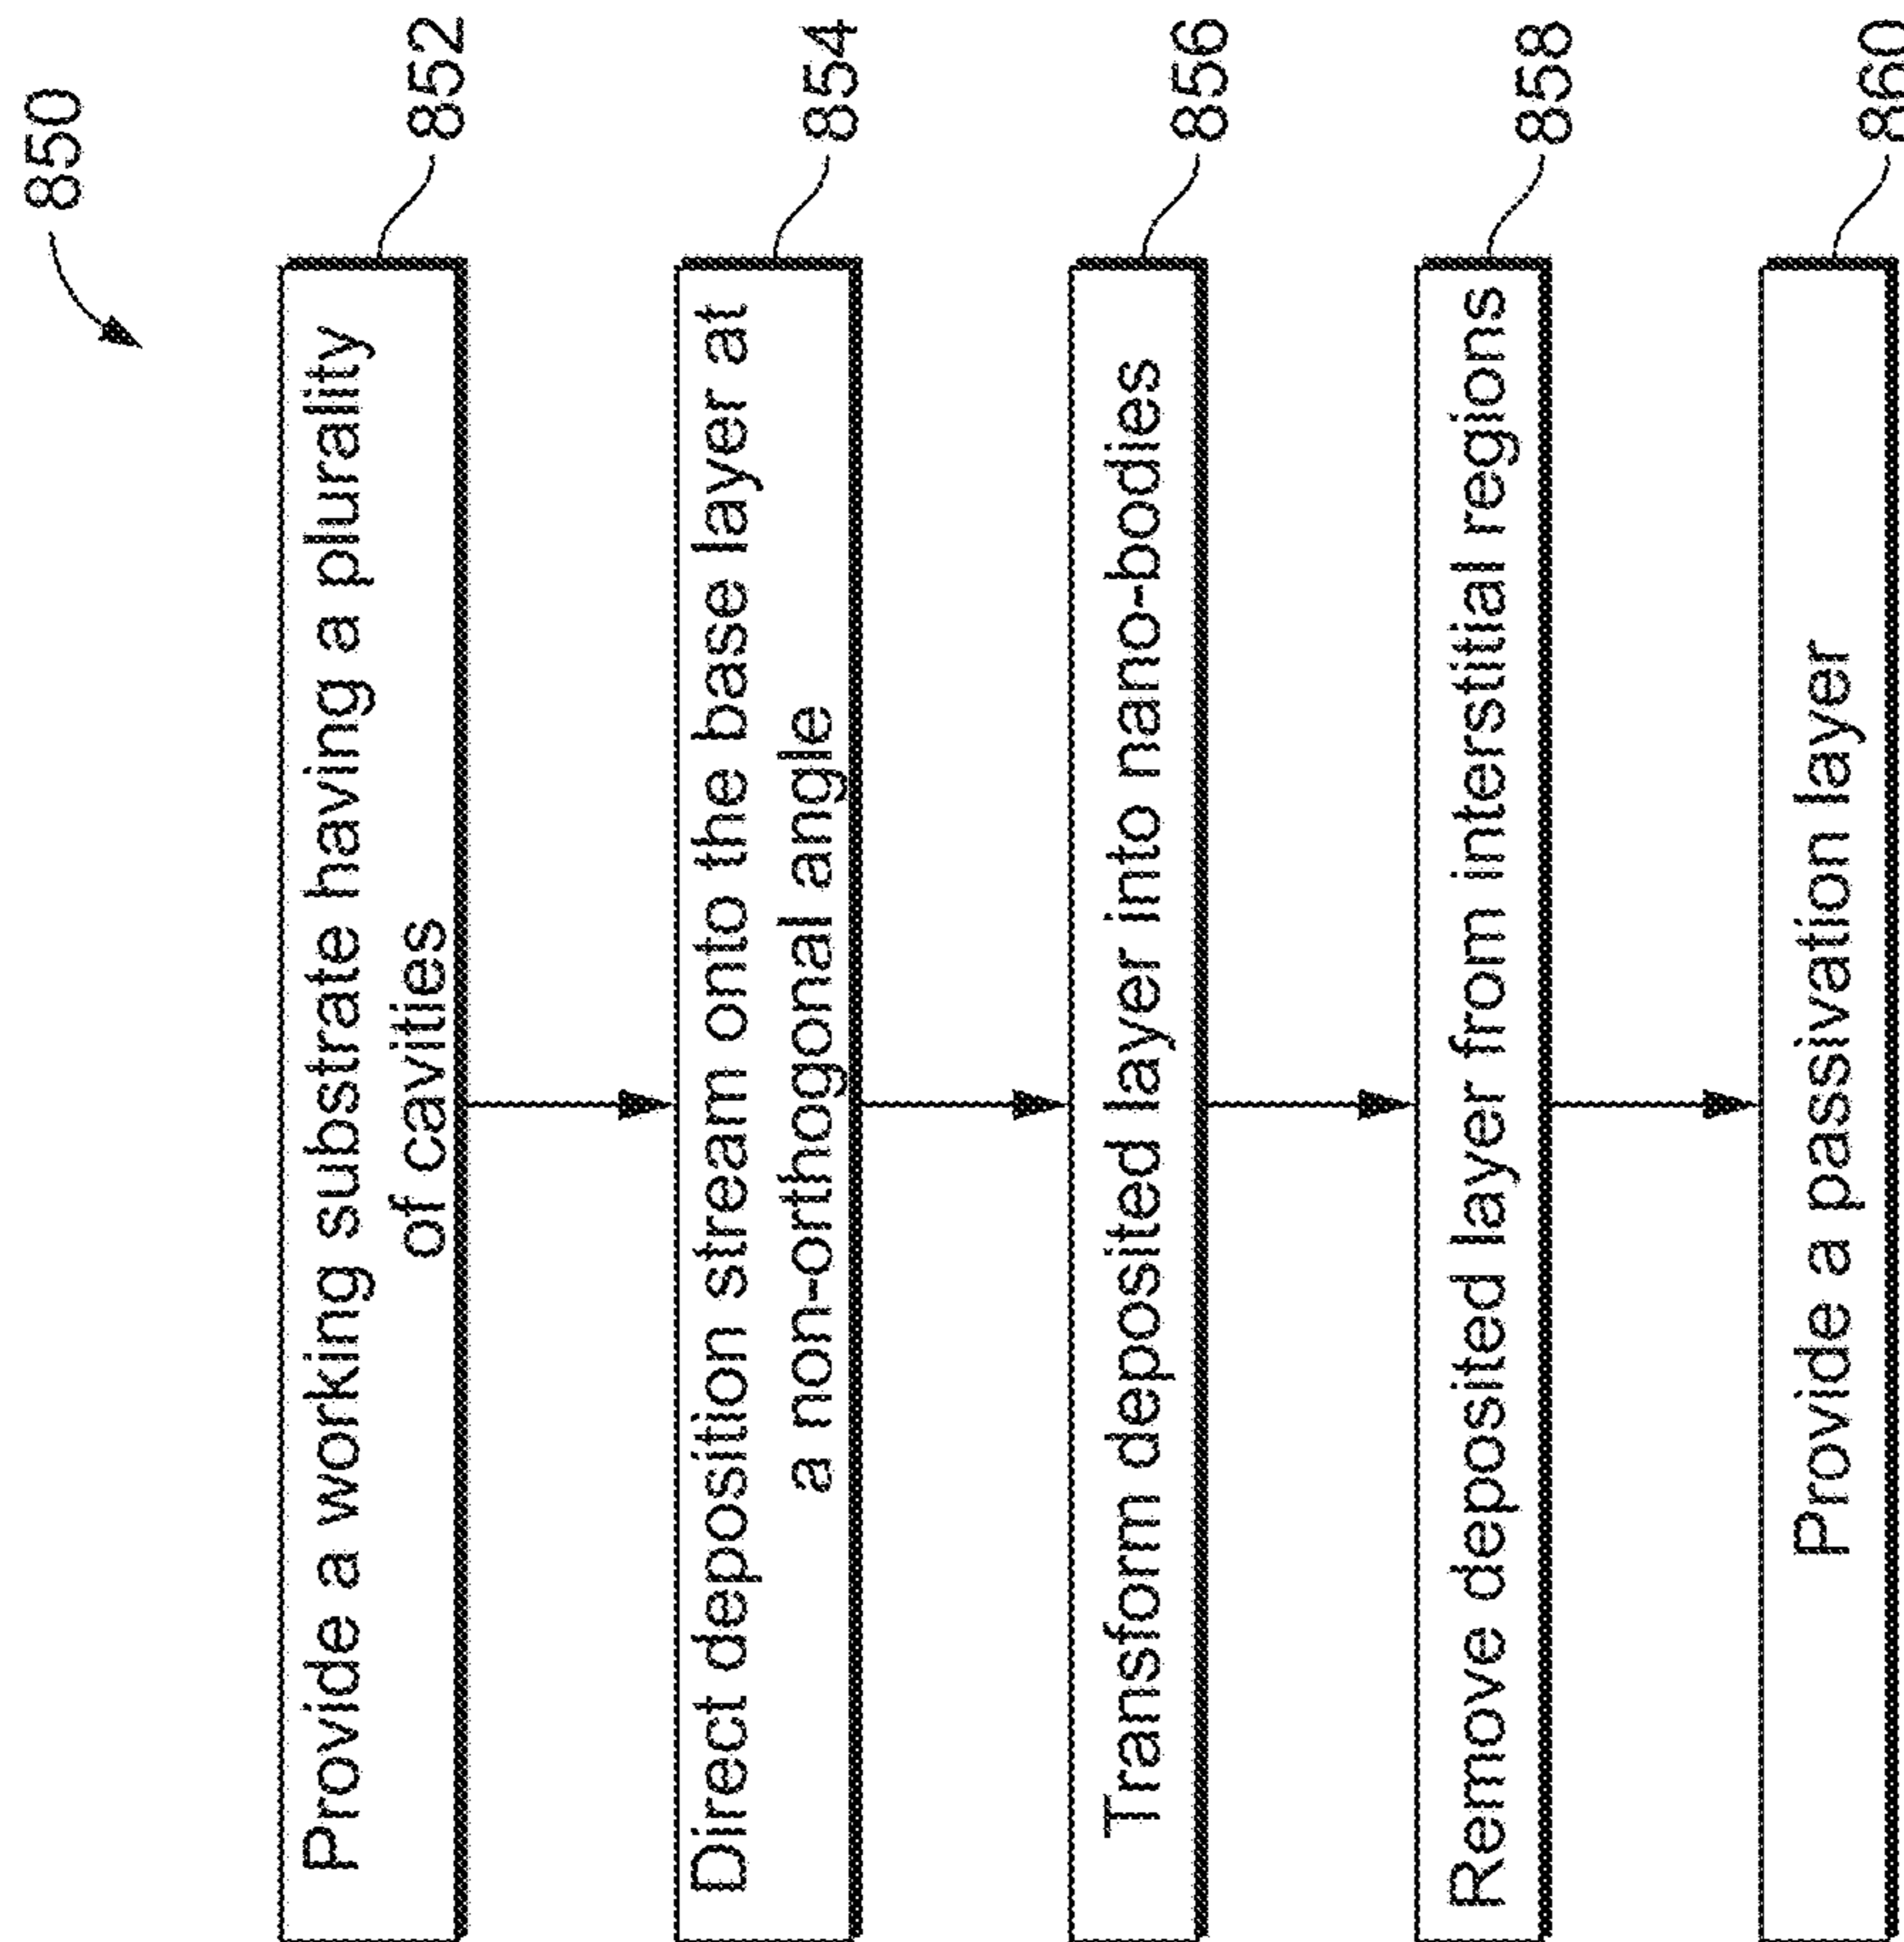 850
Provide a working substrate having a plurality
of cavities
852
Direct deposition stream onto the base layer at
a non-orthogonal angle
854
Transform deposited layer into nano-bodies
856
Remove deposited layer from interstitial regions
858
Provide a passivation layer
860